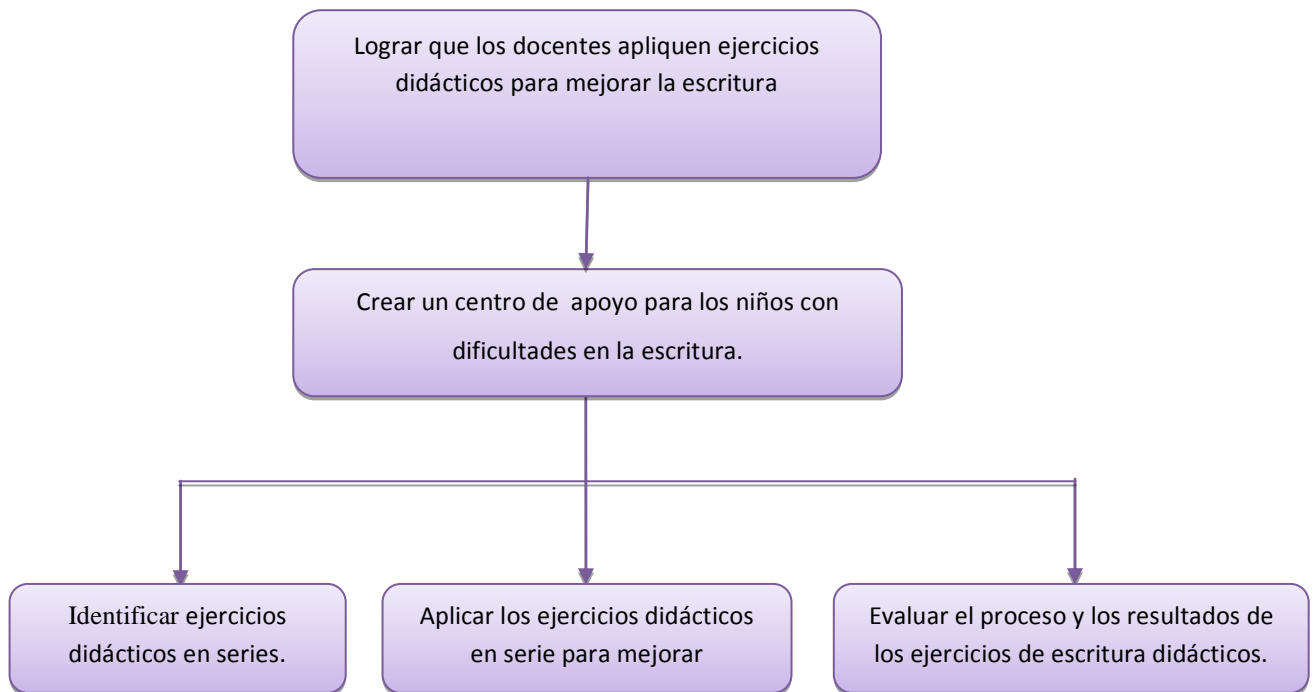 Lograr que los docentes apliquen ejercicios
didácticos para mejorar la escritura
Crear un centro de apoyo para los niños con
dificultades en la escritura.
Identificar ejercicios
didácticos en series.
Aplicar los ejercicios didácticos
en serie para mejorar
Evaluar el proceso y los resultados de
los ejercicios de escritura didácticos.